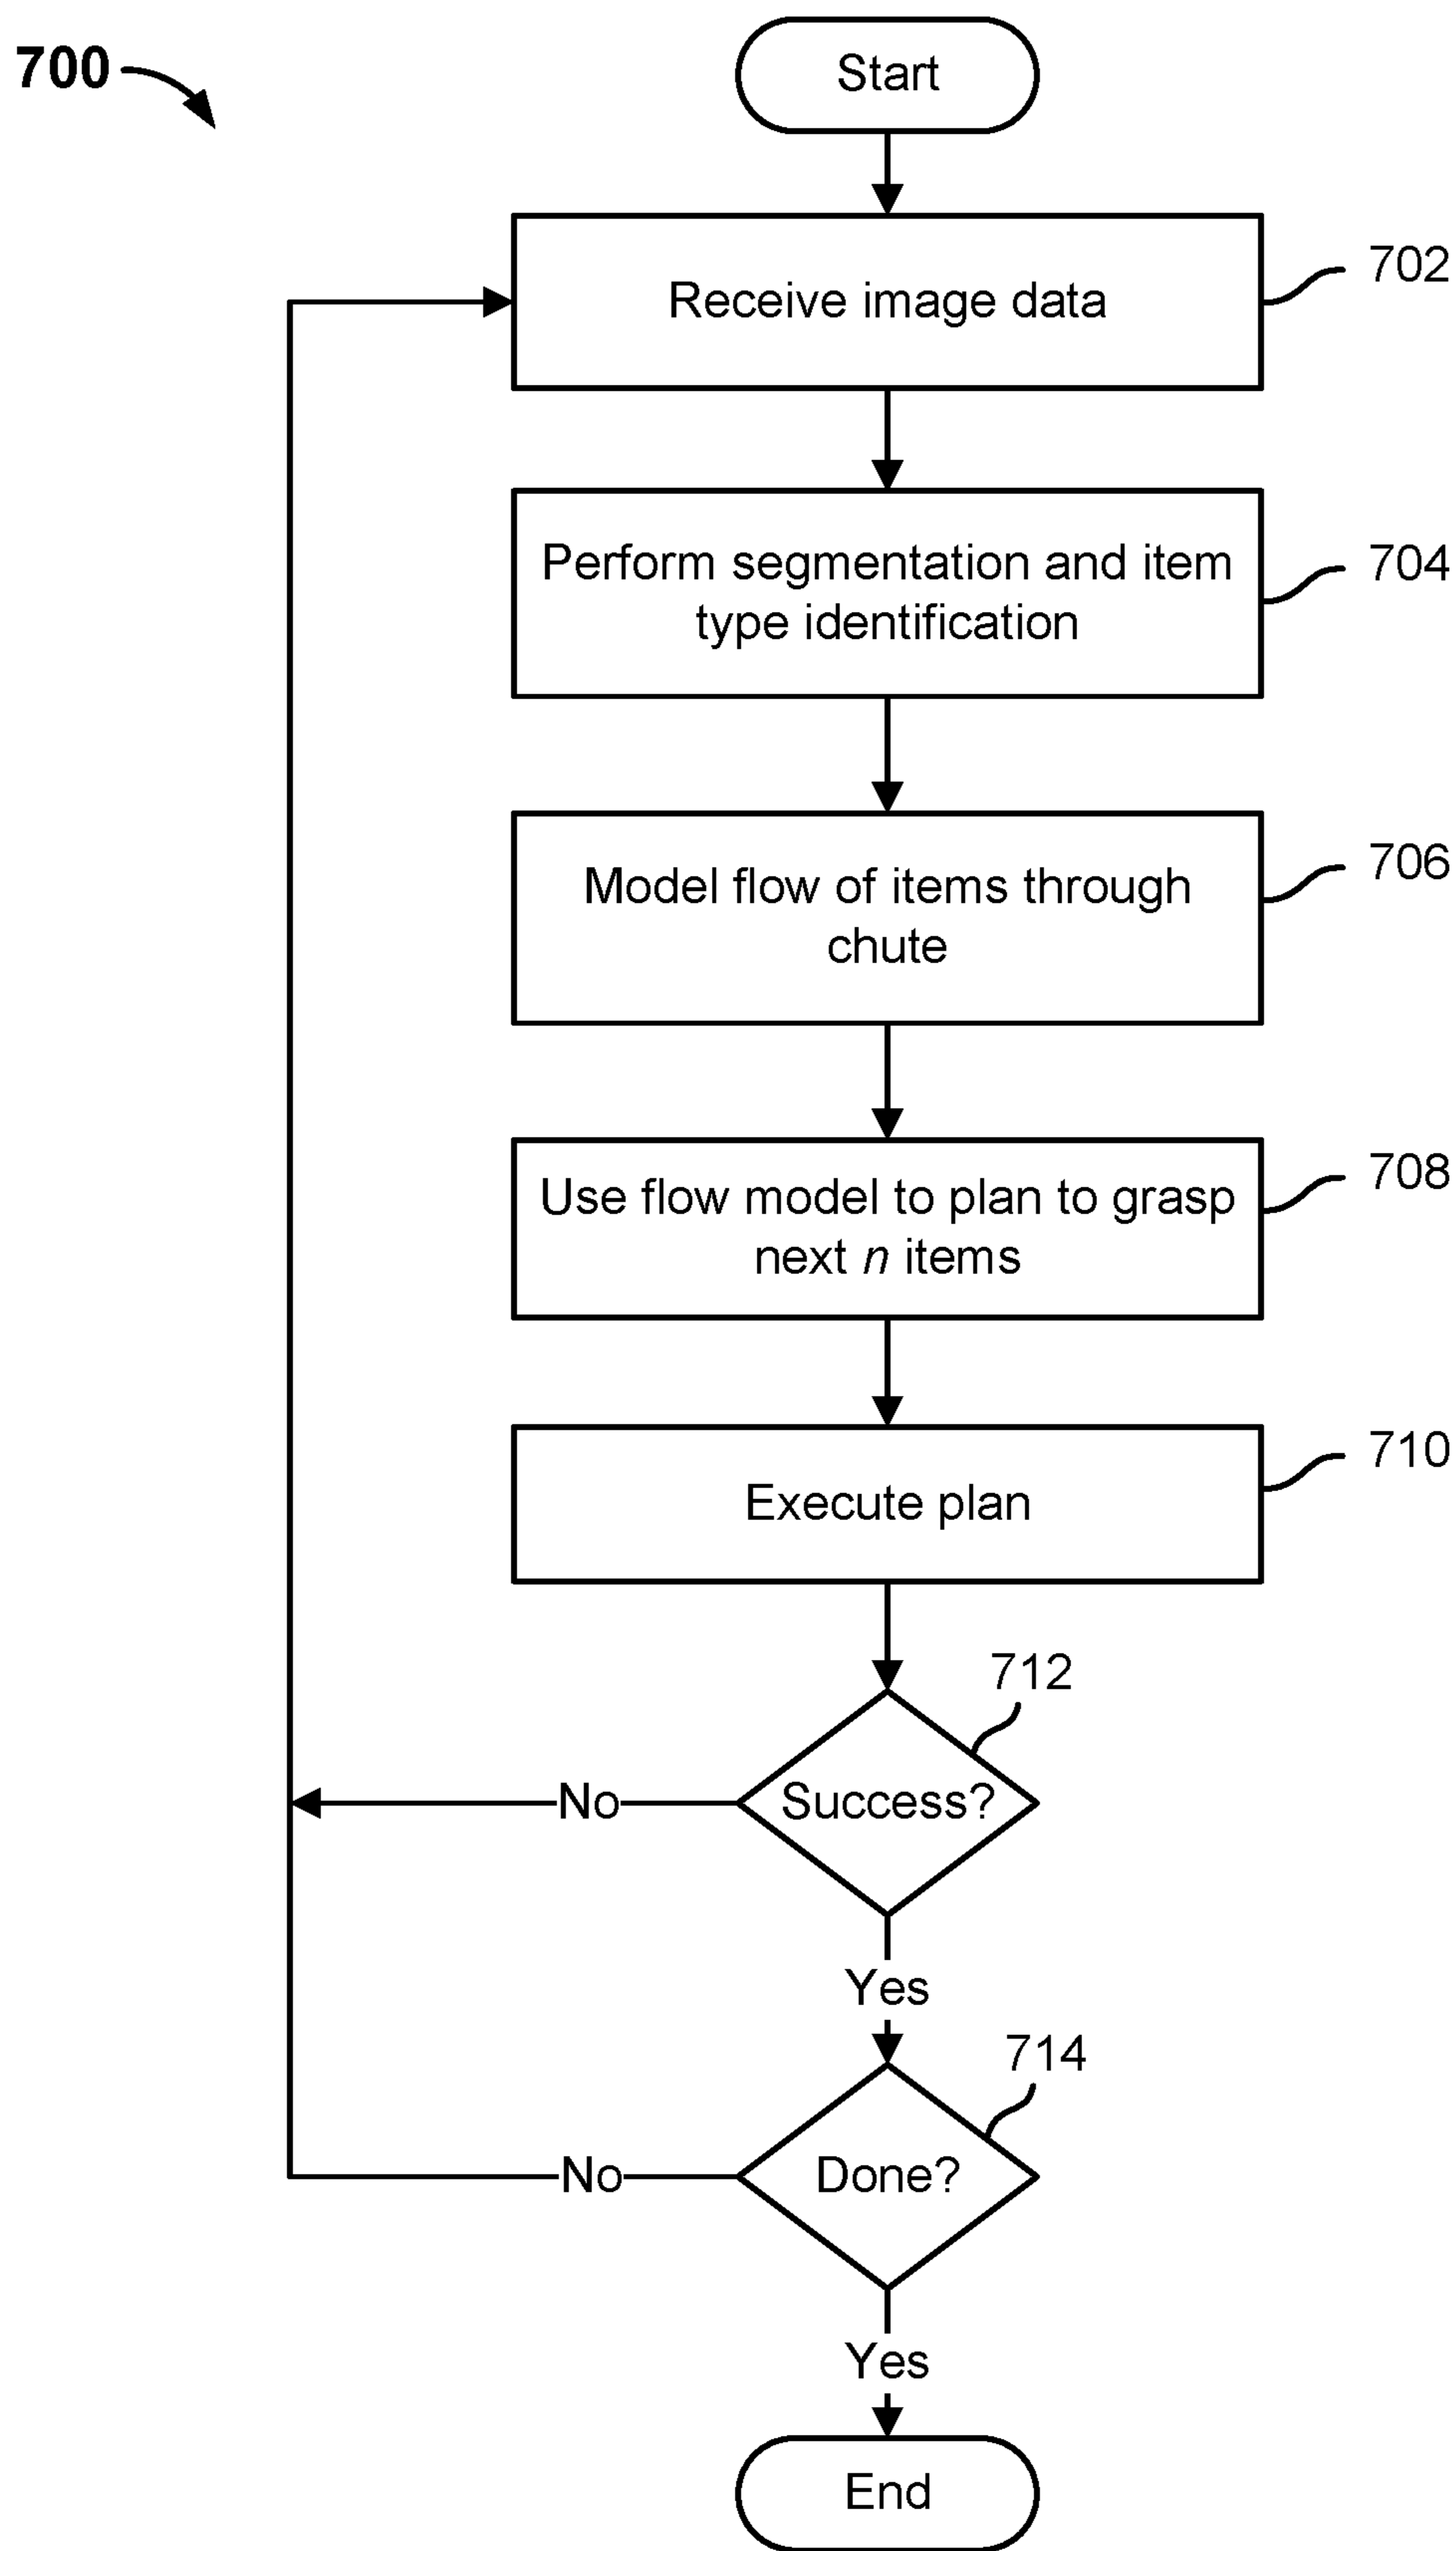 700
Start
Receive image data
702
Perform segmentation and item
type identification
704
Model flow of items through
chute
706
Use flow model to plan to grasp
next n items
708
Execute plan
710
712
Success?
No
Yes
714
Done?
No
Yes
End